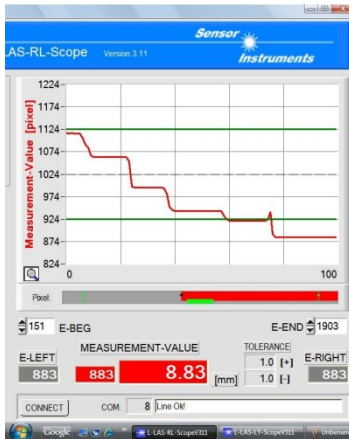 Sensor
Instruments
LAS-RL-Scope Version 3.11
Measurement-Value [pixel]
1224
1174
1124
1074
1024
974
924
874
824
0 100
Pixel:
151 E-BEG E-END 1903
MEASUREMENT-VALUE TOLERANCE
E-LEFT 1.0 [+] E-RIGHT
883 883 8.83 [mm] 1.0 [-] 883
CONNECT COM: 8 Line Ok!
Google L-LAS-RL-ScopeV311 L-LAS-LT-ScopeV311 Unbenan